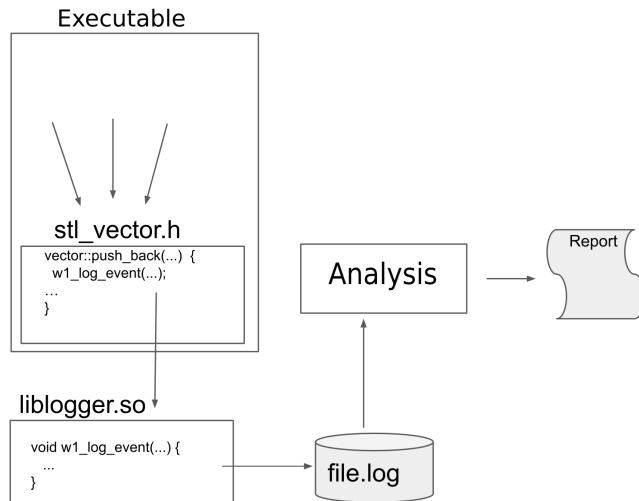 Executable
stl_vector.h
vector::push_back(...) {
w1_log_event(...);
...
}
Analysis
Report
liblogger.so
void w1_log_event(...) {
...
}
file.log